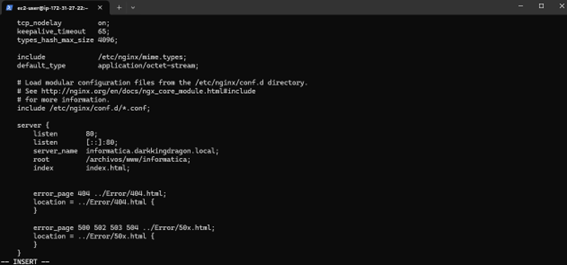 ec2-user@ip-172-31-27-22:~
tcp_nodelay on;
keepalive_timeout 65;
types_hash_max_size 4096;
include /etc/nginx/mime.types;
default_type application/octet-stream;
# Load modular configuration files from the /etc/nginx/conf.d directory.
# See http://nginx.org/en/docs/ngx_core_module.html#include
# for more information.
include /etc/nginx/conf.d/*.conf;
server {
listen 80;
listen [::]:80;
server_name informatica.darkkingdragon.local;
root /archivos/www/informatica;
index index.html;
error_page 404 ../Error/404.html;
location = ../Error/404.html {
}
error_page 500 502 503 504 ../Error/50x.html;
location = ../Error/50x.html {
}
}
-- INSERT --